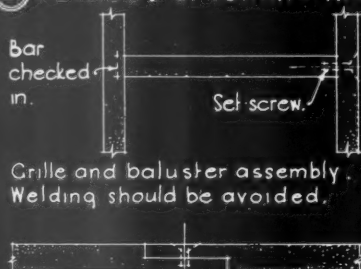 Bar
checked
in.
Set screw.
Grille and baluster assembly.
Welding should be avoided.